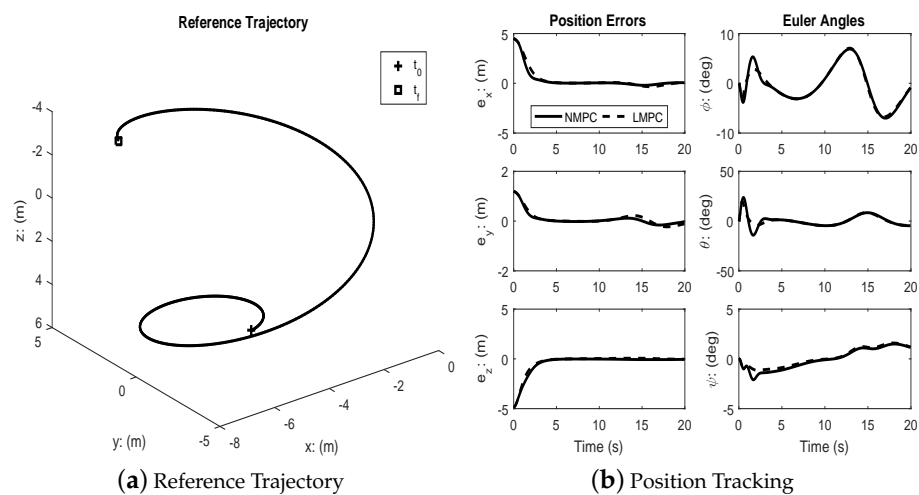 Reference Trajectory
t0
tf
-4
-2
0
2
4
6
z: (m)
5
0
-5
y: (m)
-8
-6
-4
-2
0
x: (m)
(a) Reference Trajectory
Position Errors
5
0
-5
ex: (m)
NMPC
LMPC
0 5 10 15 20
2
0
-2
ey: (m)
0 5 10 15 20
5
0
-5
ez: (m)
0 5 10 15 20
Time (s)
Euler Angles
10
0
-10
ϕ: (deg)
0 5 10 15 20
50
0
-50
θ: (deg)
0 5 10 15 20
5
0
-5
ψ: (deg)
0 5 10 15 20
Time (s)
(b) Position Tracking